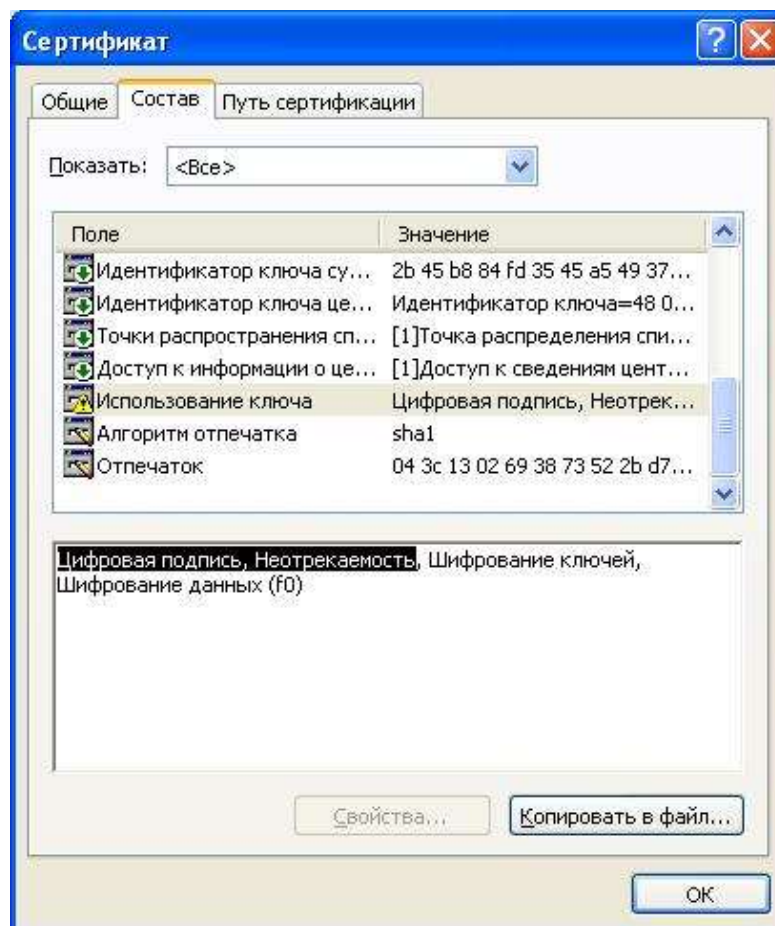 Сертификат
Общие Состав Путь сертификации
Показать: <Все>
Поле Значение
Идентификатор ключа су... 2b 45 b8 84 fd 35 45 a5 49 37...
Идентификатор ключа це... Идентификатор ключа=48 0...
Точки распространения сп... [1]Точка распределения спи...
Доступ к информации о це... [1]Доступ к сведениям цент...
Использование ключа Цифровая подпись, Неотрек...
Алгоритм отпечатка sha1
Отпечаток 04 3c 13 02 69 38 73 52 2b d7...
Цифровая подпись, Неотрекаемость, Шифрование ключей,
Шифрование данных (f0)
Свойства... Копировать в файл...
ОК